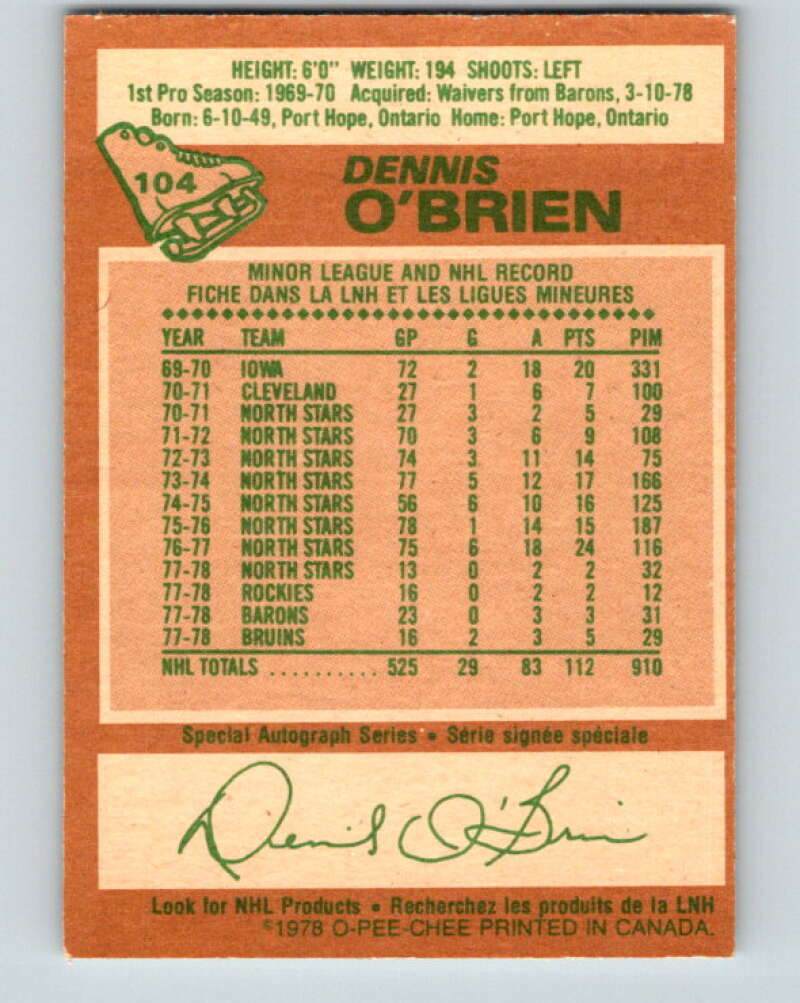 HEIGHT: 6'0" WEIGHT: 194 SHOOTS: LEFT
1st Pro Season: 1969-70 Acquired: Waivers from Barons, 3-10-78
Born: 6-10-49, Port Hope, Ontario Home: Port Hope, Ontario
104
DENNIS
O'BRIEN
MINOR LEAGUE AND NHL RECORD
FICHE DANS LA LNH ET LES LIGUES MINEURES
YEAR TEAM GP G A PTS PIM
69-70 IOWA 72 2 18 20 331
70-71 CLEVELAND 27 1 6 7 100
70-71 NORTH STARS 27 3 2 5 29
71-72 NORTH STARS 70 3 6 9 108
72-73 NORTH STARS 74 3 11 14 75
73-74 NORTH STARS 77 5 12 17 166
74-75 NORTH STARS 56 6 10 16 125
75-76 NORTH STARS 78 1 14 15 187
76-77 NORTH STARS 75 6 18 24 116
77-78 NORTH STARS 13 0 2 2 32
77-78 ROCKIES 16 0 2 2 12
77-78 BARONS 23 0 3 3 31
77-78 BRUINS 16 2 3 5 29
NHL TOTALS .......... 525 29 83 112 910
Special Autograph Series • Série signée spéciale
Dennis O'Brien
Look for NHL Products • Recherchez les produits de la LNH
©1978 O-PEE-CHEE PRINTED IN CANADA.